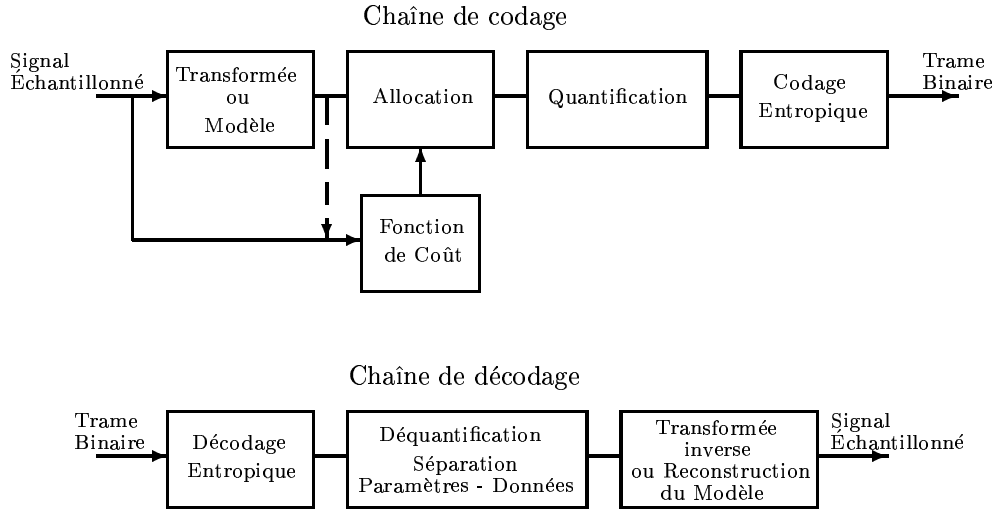 Chaîne de codage
Signal
Échantillonné
Transformée
ou
Modèle
Allocation
Quantification
Codage
Entropique
Trame
Binaire
Fonction
de Coût
Chaîne de décodage
Trame
Binaire
Décodage
Entropique
Déquantification
Séparation
Paramètres - Données
Transformée
inverse
ou Reconstruction
du Modèle
Signal
Échantillonné